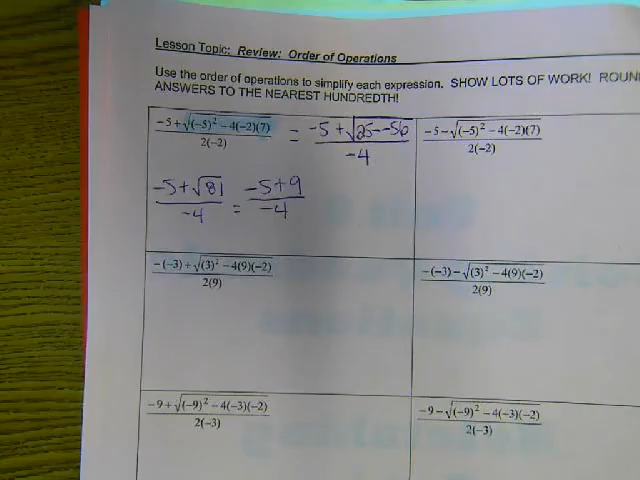 Lesson Topic: Review: Order of Operations
Use the order of operations to simplify each expression. SHOW LOTS OF WORK! ROUN
ANSWERS TO THE NEAREST HUNDREDTH!
(-5+√((-5)²-4(-2)(7)))/(2(-2)) = (-5+√(25--56))/(-4)
(-5-√((-5)²-4(-2)(7)))/(2(-2))
(-5+√81)/(-4) = (-5+9)/(-4)
(-(-3)+√((3)²-4(9)(-2)))/(2(9))
(-(-3)-√((3)²-4(9)(-2)))/(2(9))
(-9+√((-9)²-4(-3)(-2)))/(2(-3))
(-9-√((-9)²-4(-3)(-2)))/(2(-3))